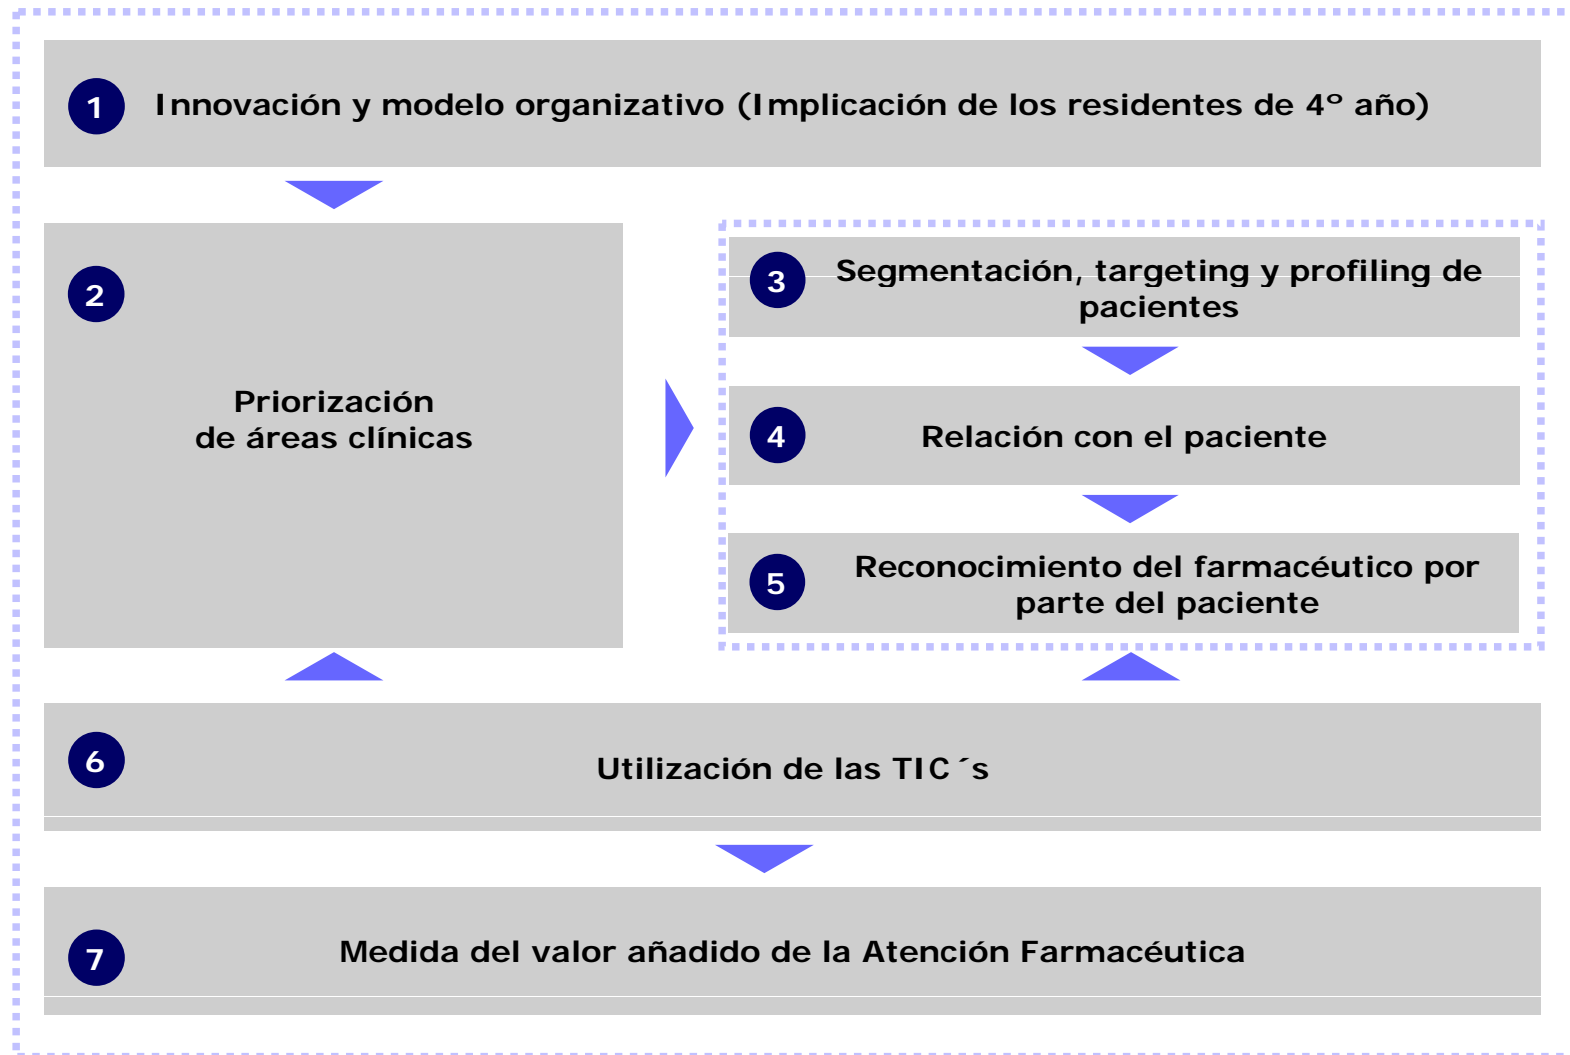 1 Innovación y modelo organizativo (Implicación de los residentes de 4º año)
2
Priorización
de áreas clínicas
3 Segmentación, targeting y profiling de
pacientes
4 Relación con el paciente
5 Reconocimiento del farmacéutico por
parte del paciente
6 Utilización de las TIC´s
7 Medida del valor añadido de la Atención Farmacéutica